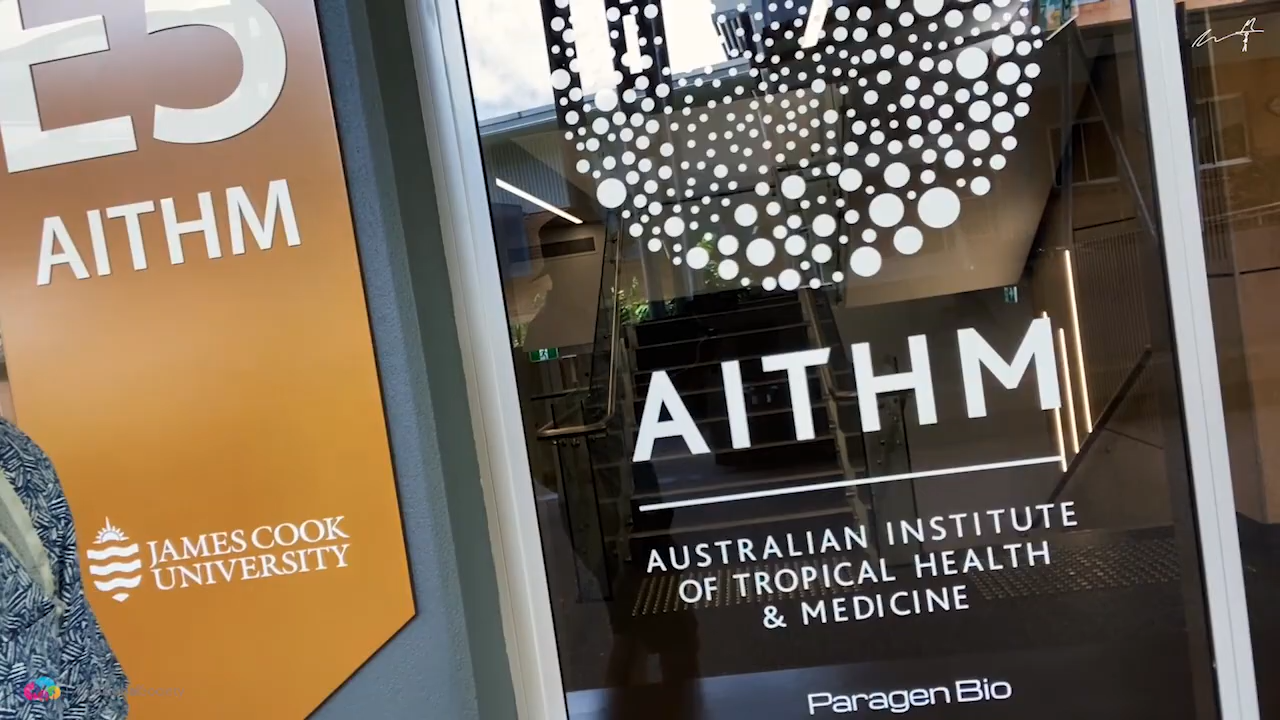 E5
AITHM
JAMES COOK
UNIVERSITY
AITHM
AUSTRALIAN INSTITUTE
OF TROPICAL HEALTH
& MEDICINE
Paragen Bio